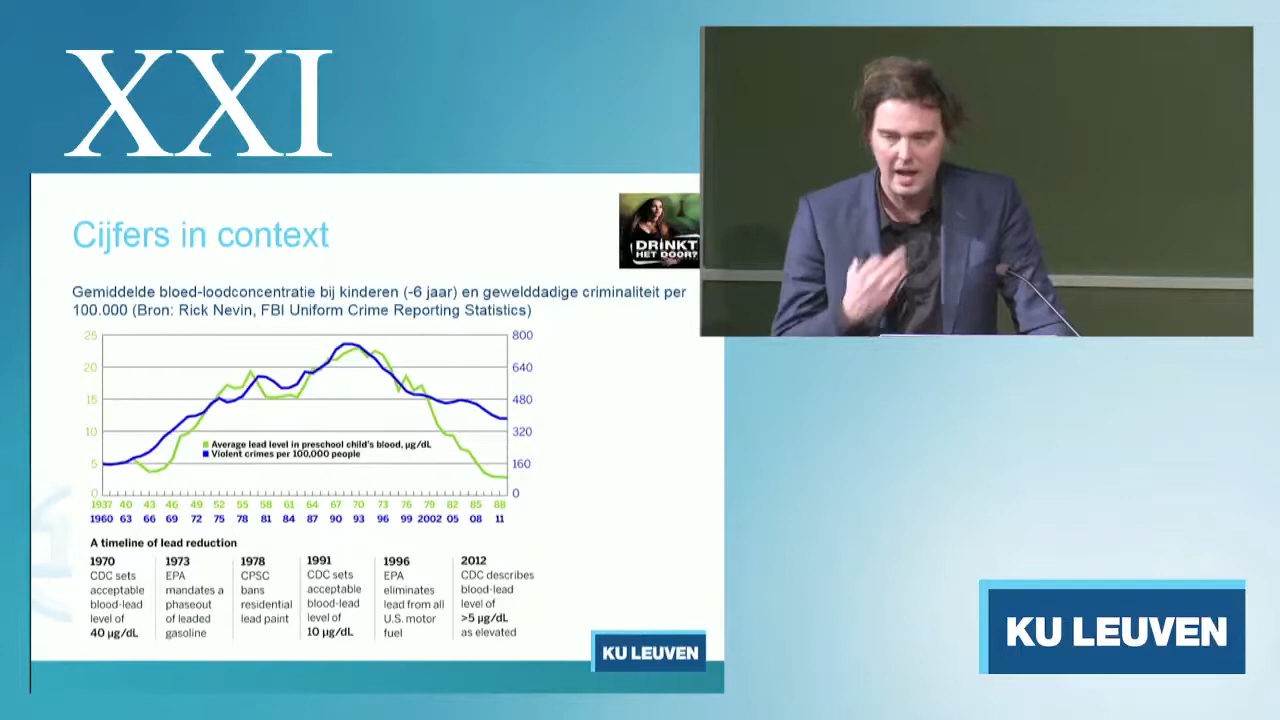 XXI
Cijfers in context
DRINKT
HET DOOR?
Gemiddelde bloed-loodconcentratie bij kinderen (-6 jaar) en gewelddadige criminaliteit per
100.000 (Bron: Rick Nevin, FBI Uniform Crime Reporting Statistics)
25 800
20 640
15 480
10 320
5 160
0 0
Average lead level in preschool child's blood, µg/dL
Violent crimes per 100,000 people
1937 40 43 46 49 52 55 58 61 64 67 70 73 76 79 82 85 88
1960 63 66 69 72 75 78 81 84 87 90 93 96 99 2002 05 08 11
A timeline of lead reduction
1970
CDC sets
acceptable
blood-lead
level of
40 µg/dL
1973
EPA
mandates a
phaseout
of leaded
gasoline
1978
CPSC
bans
residential
lead paint
1991
CDC sets
acceptable
blood-lead
level of
10 µg/dL
1996
EPA
eliminates
lead from all
U.S. motor
fuel
2012
CDC describes
blood-lead
level of
>5 µg/dL
as elevated
KU LEUVEN
KU LEUVEN